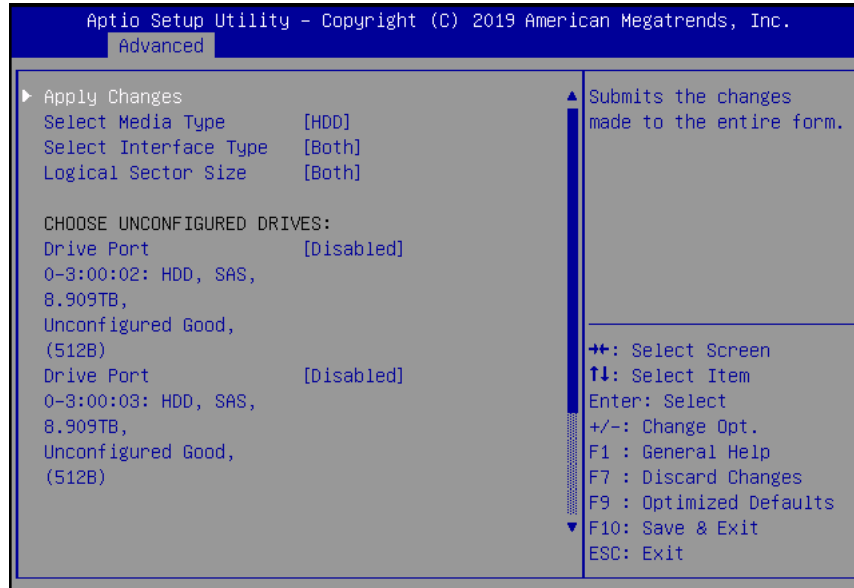 Aptio Setup Utility – Copyright (C) 2019 American Megatrends, Inc.
Advanced
Apply Changes
Select Media Type [HDD]
Select Interface Type [Both]
Logical Sector Size [Both]
CHOOSE UNCONFIGURED DRIVES:
Drive Port [Disabled]
0-3:00:02: HDD, SAS,
8.909TB,
Unconfigured Good,
(512B)
Drive Port [Disabled]
0-3:00:03: HDD, SAS,
8.909TB,
Unconfigured Good,
(512B)
Submits the changes
made to the entire form.
→←: Select Screen
↑↓: Select Item
Enter: Select
+/-: Change Opt.
F1 : General Help
F7 : Discard Changes
F9 : Optimized Defaults
F10: Save & Exit
ESC: Exit